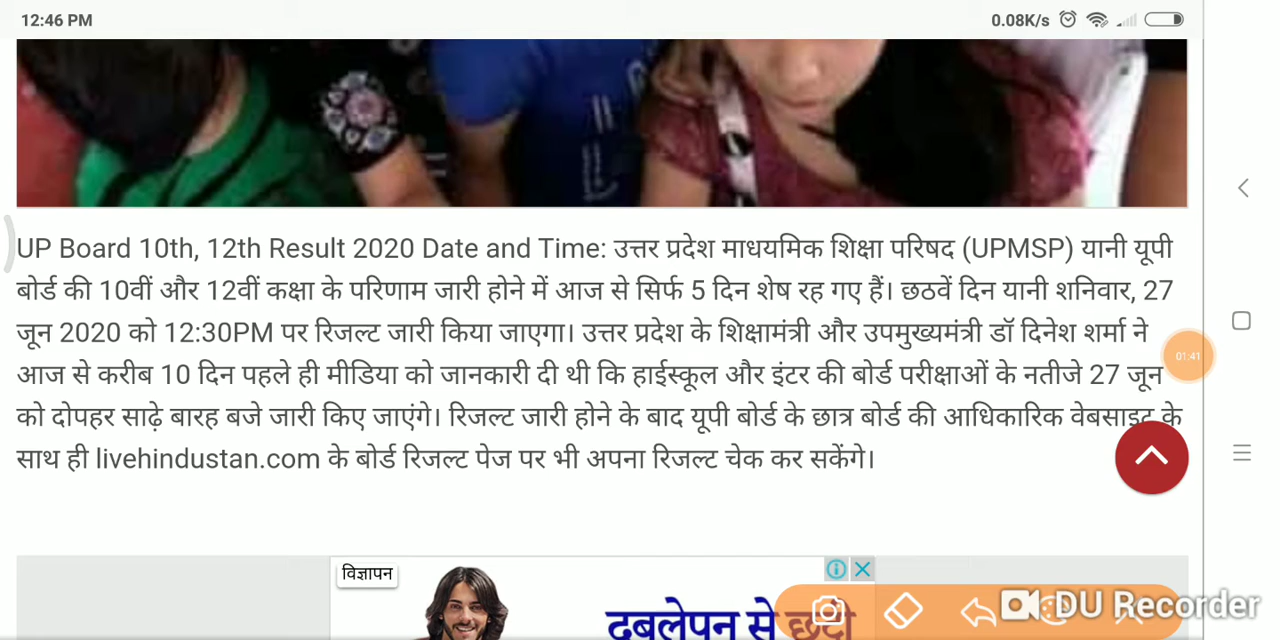 12:46 PM
0.08K/s
UP Board 10th, 12th Result 2020 Date and Time: उत्तर प्रदेश माधयमिक शिक्षा परिषद (UPMSP) यानी यूपी
बोर्ड की 10वीं और 12वीं कक्षा के परिणाम जारी होने में आज से सिर्फ 5 दिन शेष रह गए हैं। छठवें दिन यानी शनिवार, 27
जून 2020 को 12:30PM पर रिजल्ट जारी किया जाएगा। उत्तर प्रदेश के शिक्षामंत्री और उपमुख्यमंत्री डॉ दिनेश शर्मा ने
01:41
आज से करीब 10 दिन पहले ही मीडिया को जानकारी दी थी कि हाईस्कूल और इंटर की बोर्ड परीक्षाओं के नतीजे 27 जून
को दोपहर साढ़े बारह बजे जारी किए जाएंगे। रिजल्ट जारी होने के बाद यूपी बोर्ड के छात्र बोर्ड की आधिकारिक वेबसाइट के
साथ ही livehindustan.com के बोर्ड रिजल्ट पेज पर भी अपना रिजल्ट चेक कर सकेंगे।
विज्ञापन
DU Recorder